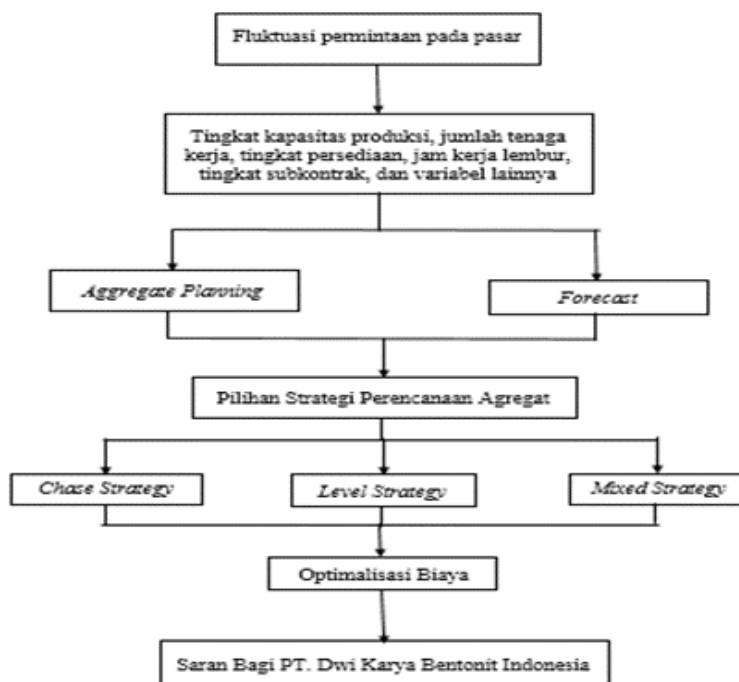 Fluktuasi permintaan pada pasar
Tingkat kapasitas produksi, jumlah tenaga
kerja, tingkat persediaan, jam kerja lembur,
tingkat subkontrak, dan variabel lainnya
Aggregate Planning
Forecast
Pilihan Strategi Perencanaan Agregat
Chase Strategy
Level Strategy
Mixed Strategy
Optimalisasi Biaya
Saran Bagi PT. Dwi Karya Bentonit Indonesia